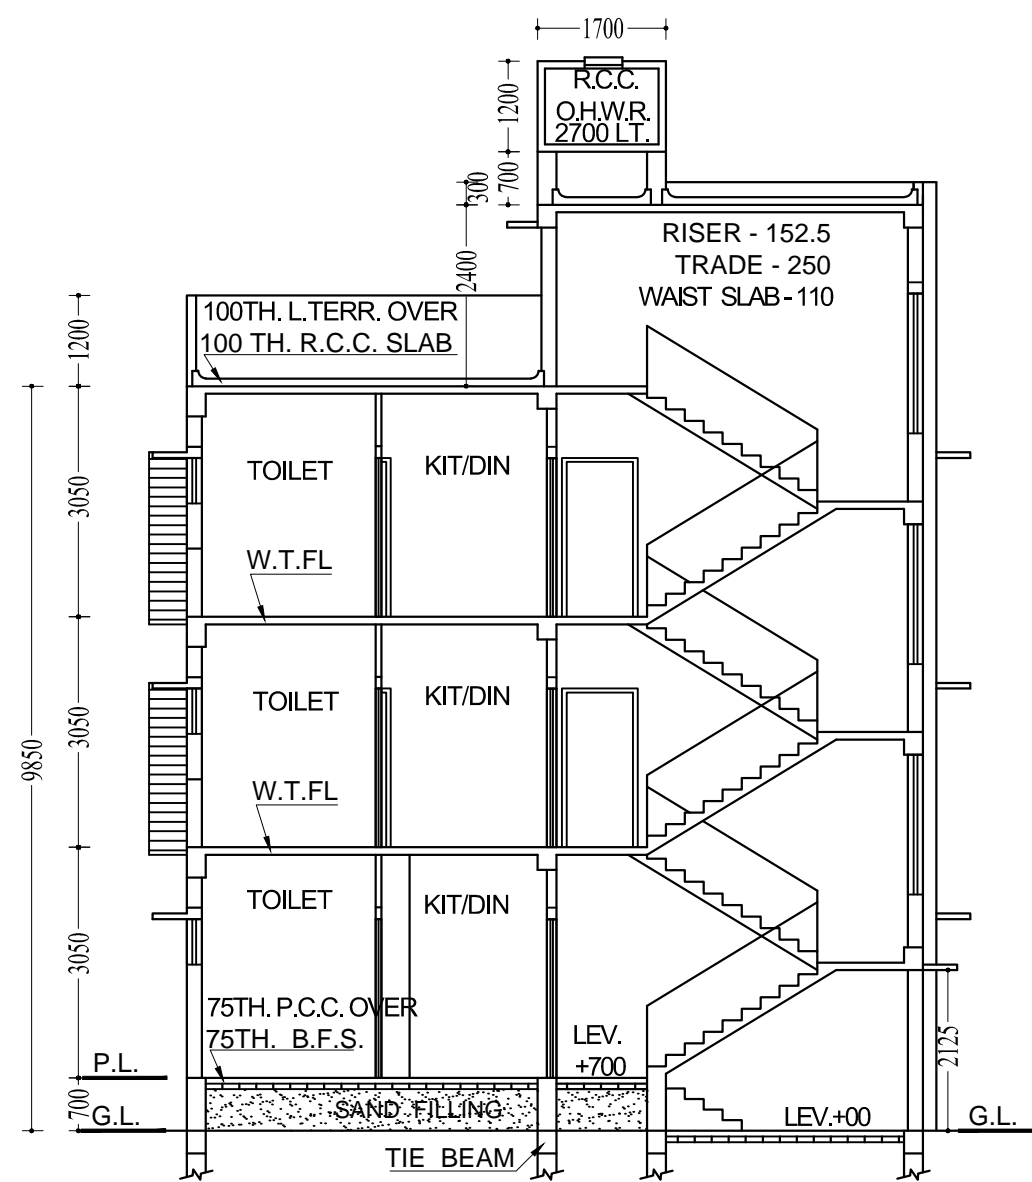 1700
R.C.C.
O.H.W.R.
2700 LT.
1200
700
300
2400
RISER - 152.5
TRADE - 250
WAIST SLAB - 110
100TH. L.TERR. OVER
100 TH. R.C.C. SLAB
1200
TOILET
KIT/DIN
3050
W.T.FL
TOILET
KIT/DIN
3050
9850
W.T.FL
TOILET
KIT/DIN
3050
75TH. P.C.C. OVER
75TH. B.F.S.
LEV.
+700
2125
P.L.
700
SAND FILLING
G.L.
LEV.+00
G.L.
TIE BEAM